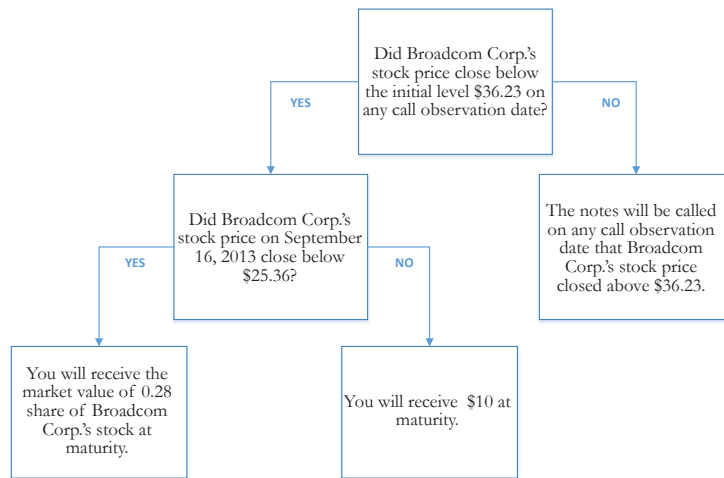 Did Broadcom Corp.'s
stock price close below
the initial level $36.23 on
any call observation date?
YES
NO
Did Broadcom Corp.'s
stock price on September
16, 2013 close below
$25.36?
The notes will be called
on any call observation
date that Broadcom
Corp.'s stock price
closed above $36.23.
YES
NO
You will receive the
market value of 0.28
share of Broadcom
Corp.'s stock at
maturity.
You will receive $10 at
maturity.